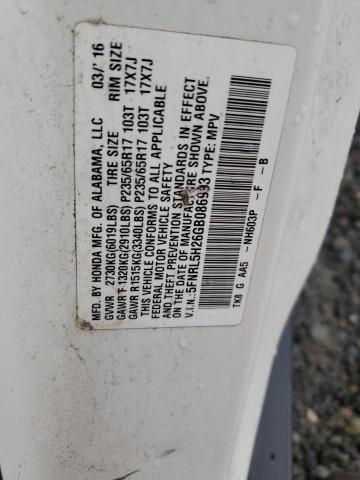 MFD. BY HONDA MFG. OF ALABAMA, LLC 03/'16
GVWR 2730KG(6019LBS) TIRE SIZE RIM SIZE
GAWR F 1320KG(2910LBS) P235/65R17 103T 17X7J
GAWR R1515KG(3340LBS) P235/65R17 103T 17X7J
THIS VEHICLE CONFORMS TO ALL APPLICABLE
FEDERAL MOTOR VEHICLE SAFETY
AND THEFT PREVENTION STANDARDS IN EFFECT
ON THE DATE OF MANUFACTURE SHOWN ABOVE.
V.I.N.:5FNRL5H26GB086993 TYPE: MPV
TK8 G AA5 -NH603P -F -B